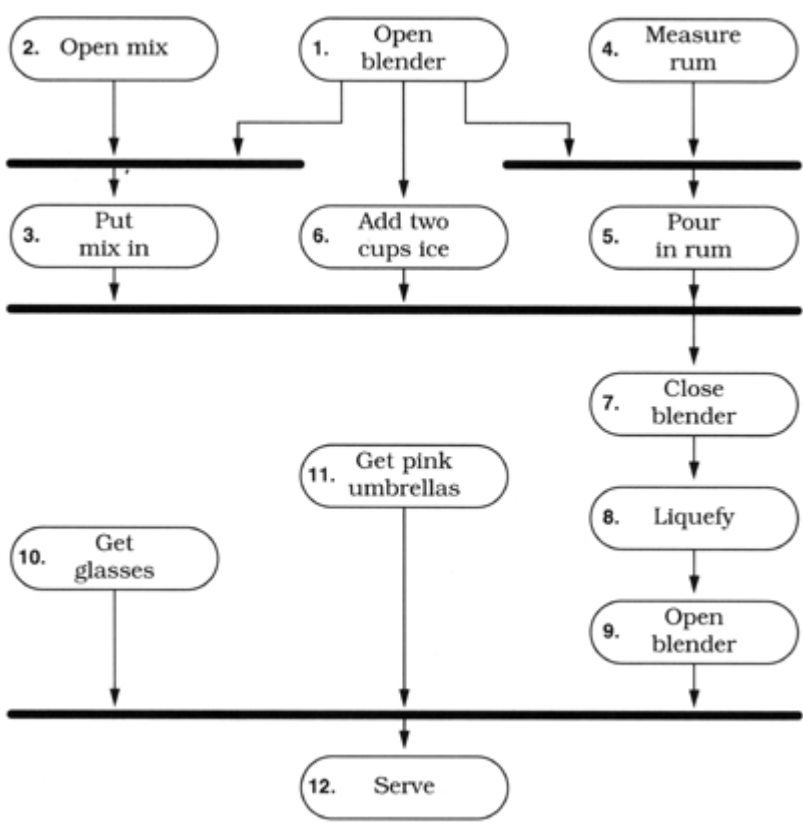 2. Open mix
1. Open
blender
4. Measure
rum
3. Put
mix in
6. Add two
cups ice
5. Pour
in rum
7. Close
blender
11. Get pink
umbrellas
8. Liquefy
10. Get
glasses
9. Open
blender
12. Serve